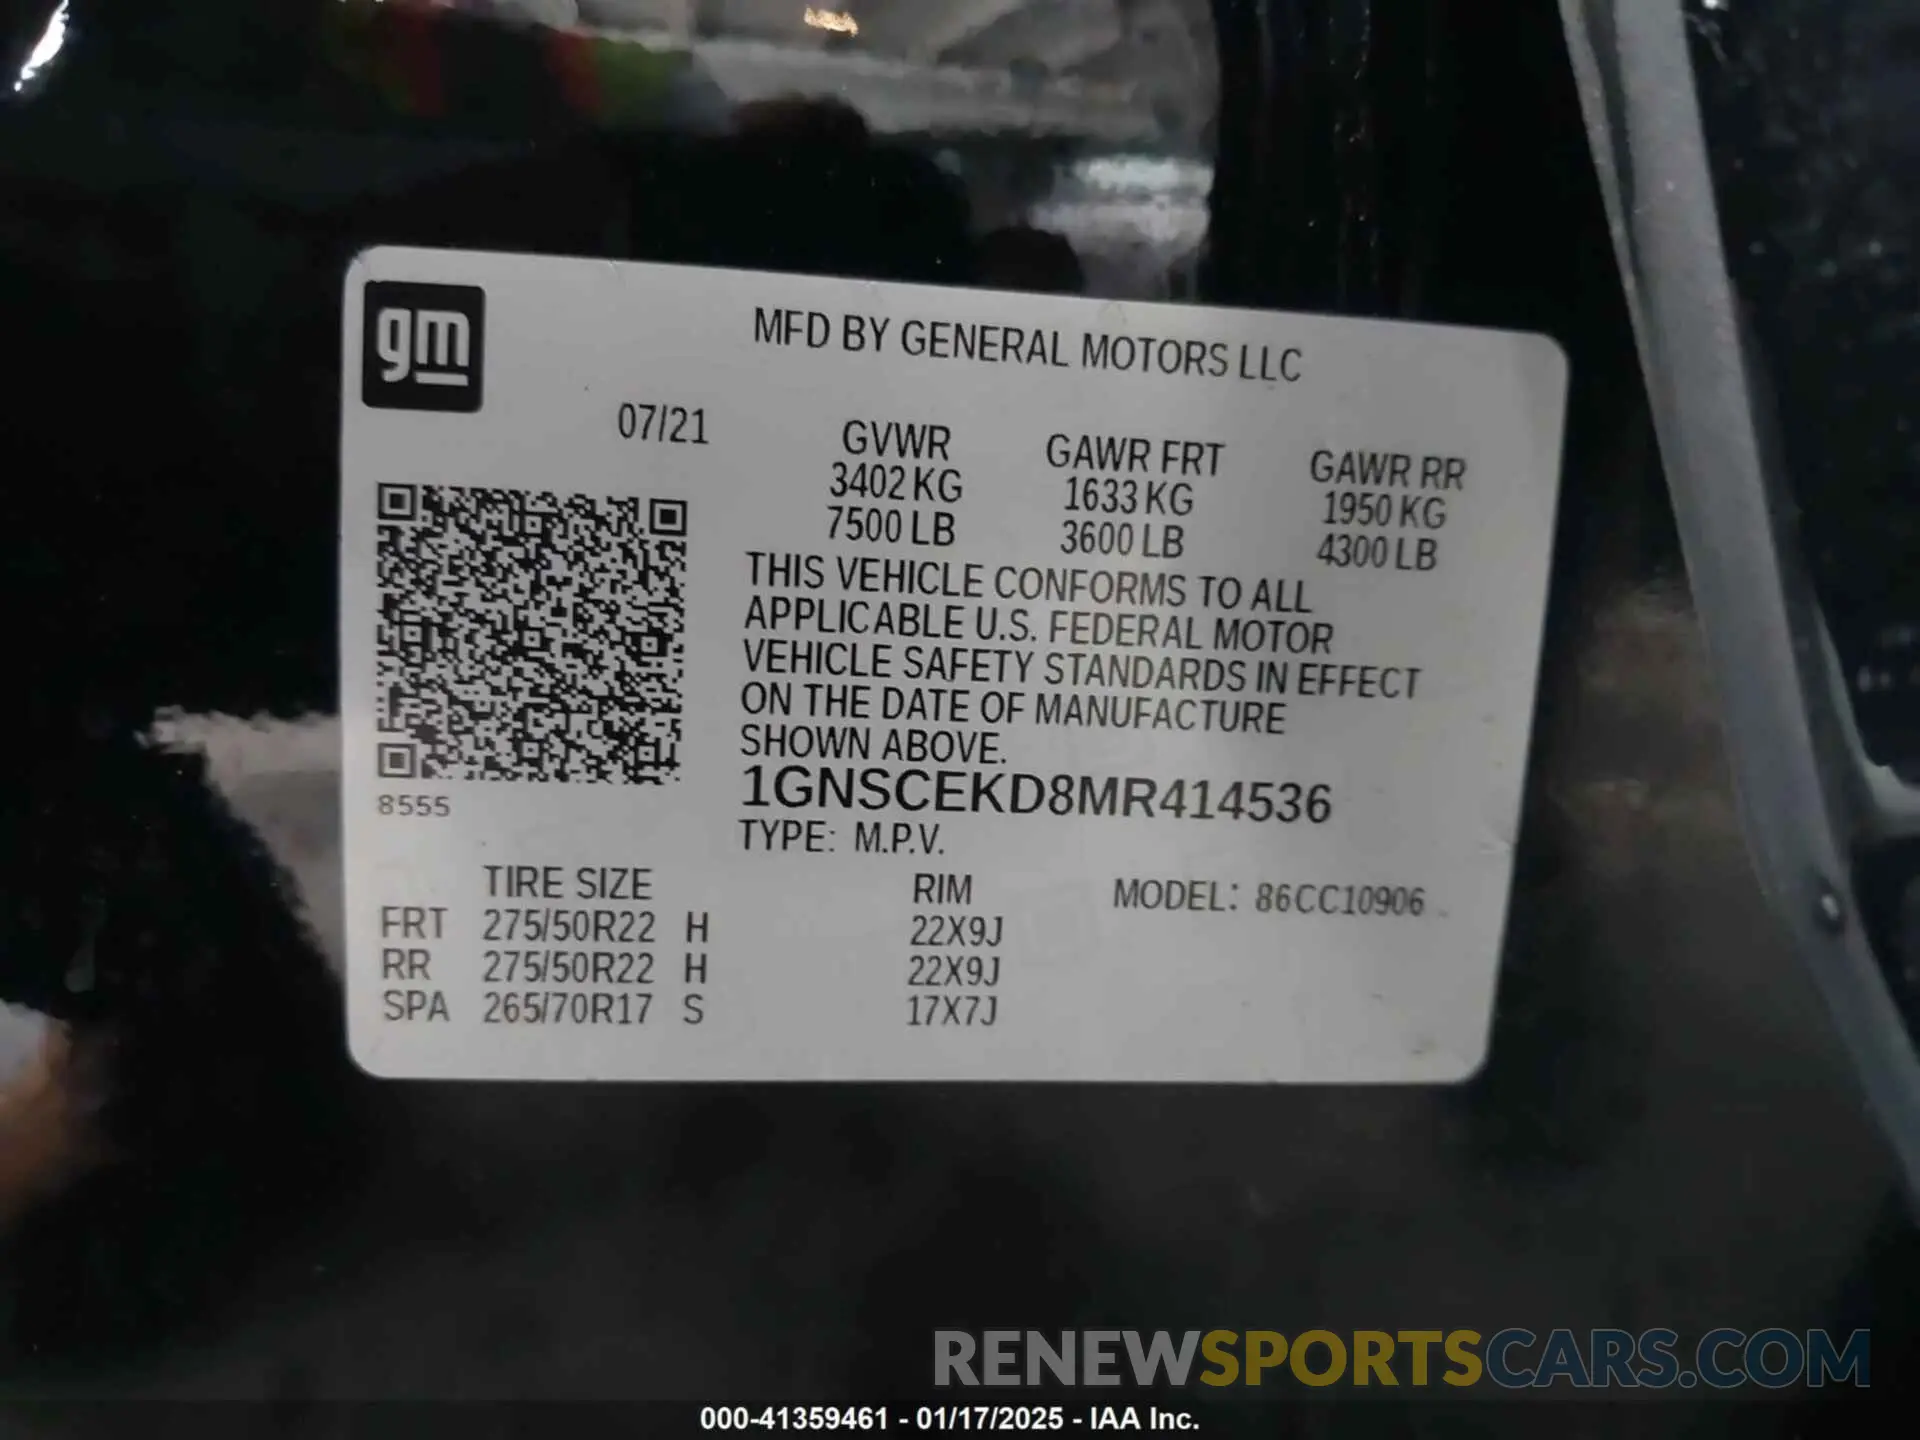 gm
MFD BY GENERAL MOTORS LLC
07/21
GVWR GAWR FRT GAWR RR
3402 KG 1633 KG 1950 KG
7500 LB 3600 LB 4300 LB
THIS VEHICLE CONFORMS TO ALL
APPLICABLE U.S. FEDERAL MOTOR
VEHICLE SAFETY STANDARDS IN EFFECT
ON THE DATE OF MANUFACTURE
SHOWN ABOVE.
1GNSCEKD8MR414536
8555
TYPE: M.P.V.
TIRE SIZE RIM MODEL: 86CC10906
FRT 275/50R22 H 22X9J
RR 275/50R22 H 22X9J
SPA 265/70R17 S 17X7J
RENEWSPORTSCARS.COM
000-41359461 - 01/17/2025 - IAA Inc.